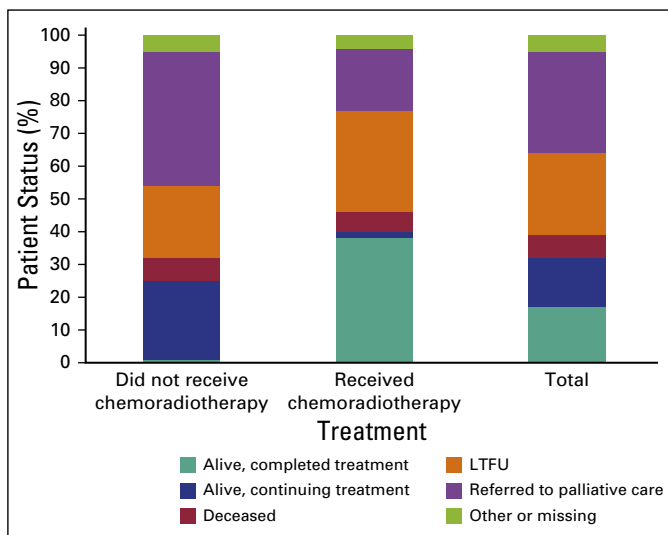 Patient Status (%)
100
90
80
70
60
50
40
30
20
10
0
Did not receive
chemoradiotherapy
Received
chemoradiotherapy
Total
Treatment
Alive, completed treatment
Alive, continuing treatment
Deceased
LTFU
Referred to palliative care
Other or missing